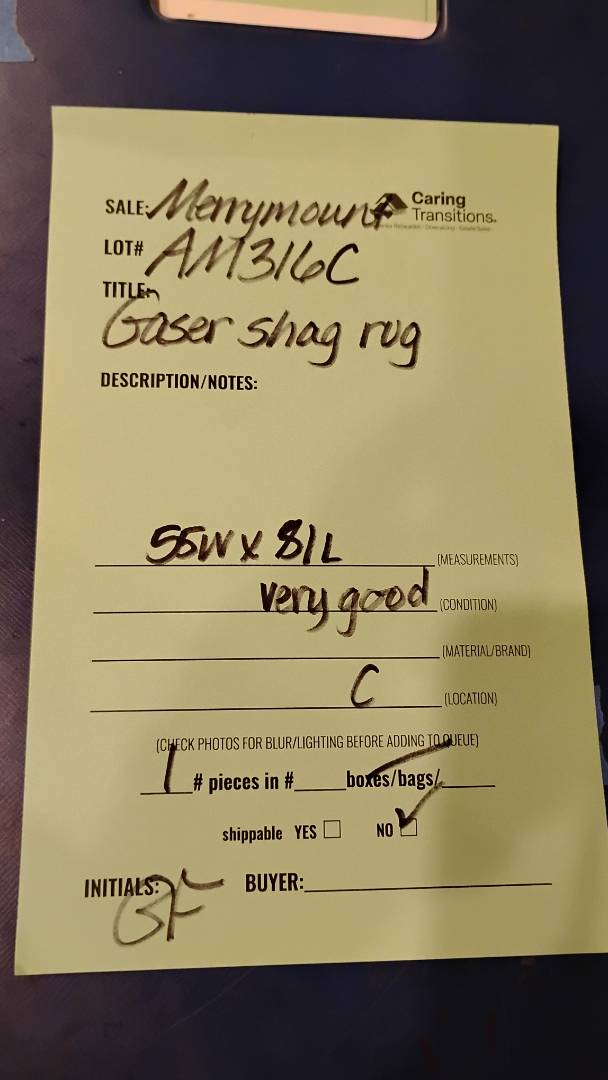 SALE: Merrymount
Caring
Transitions.
LOT# AM316C
TITLE:
Gaser shag rug
DESCRIPTION/NOTES:
55W x 81L (MEASUREMENTS)
very good (CONDITION)
(MATERIAL/BRAND)
C (LOCATION)
(CHECK PHOTOS FOR BLUR/LIGHTING BEFORE ADDING TO QUEUE)
1 # pieces in # boxes/bags/
shippable YES NO
INITIALS: GF BUYER: